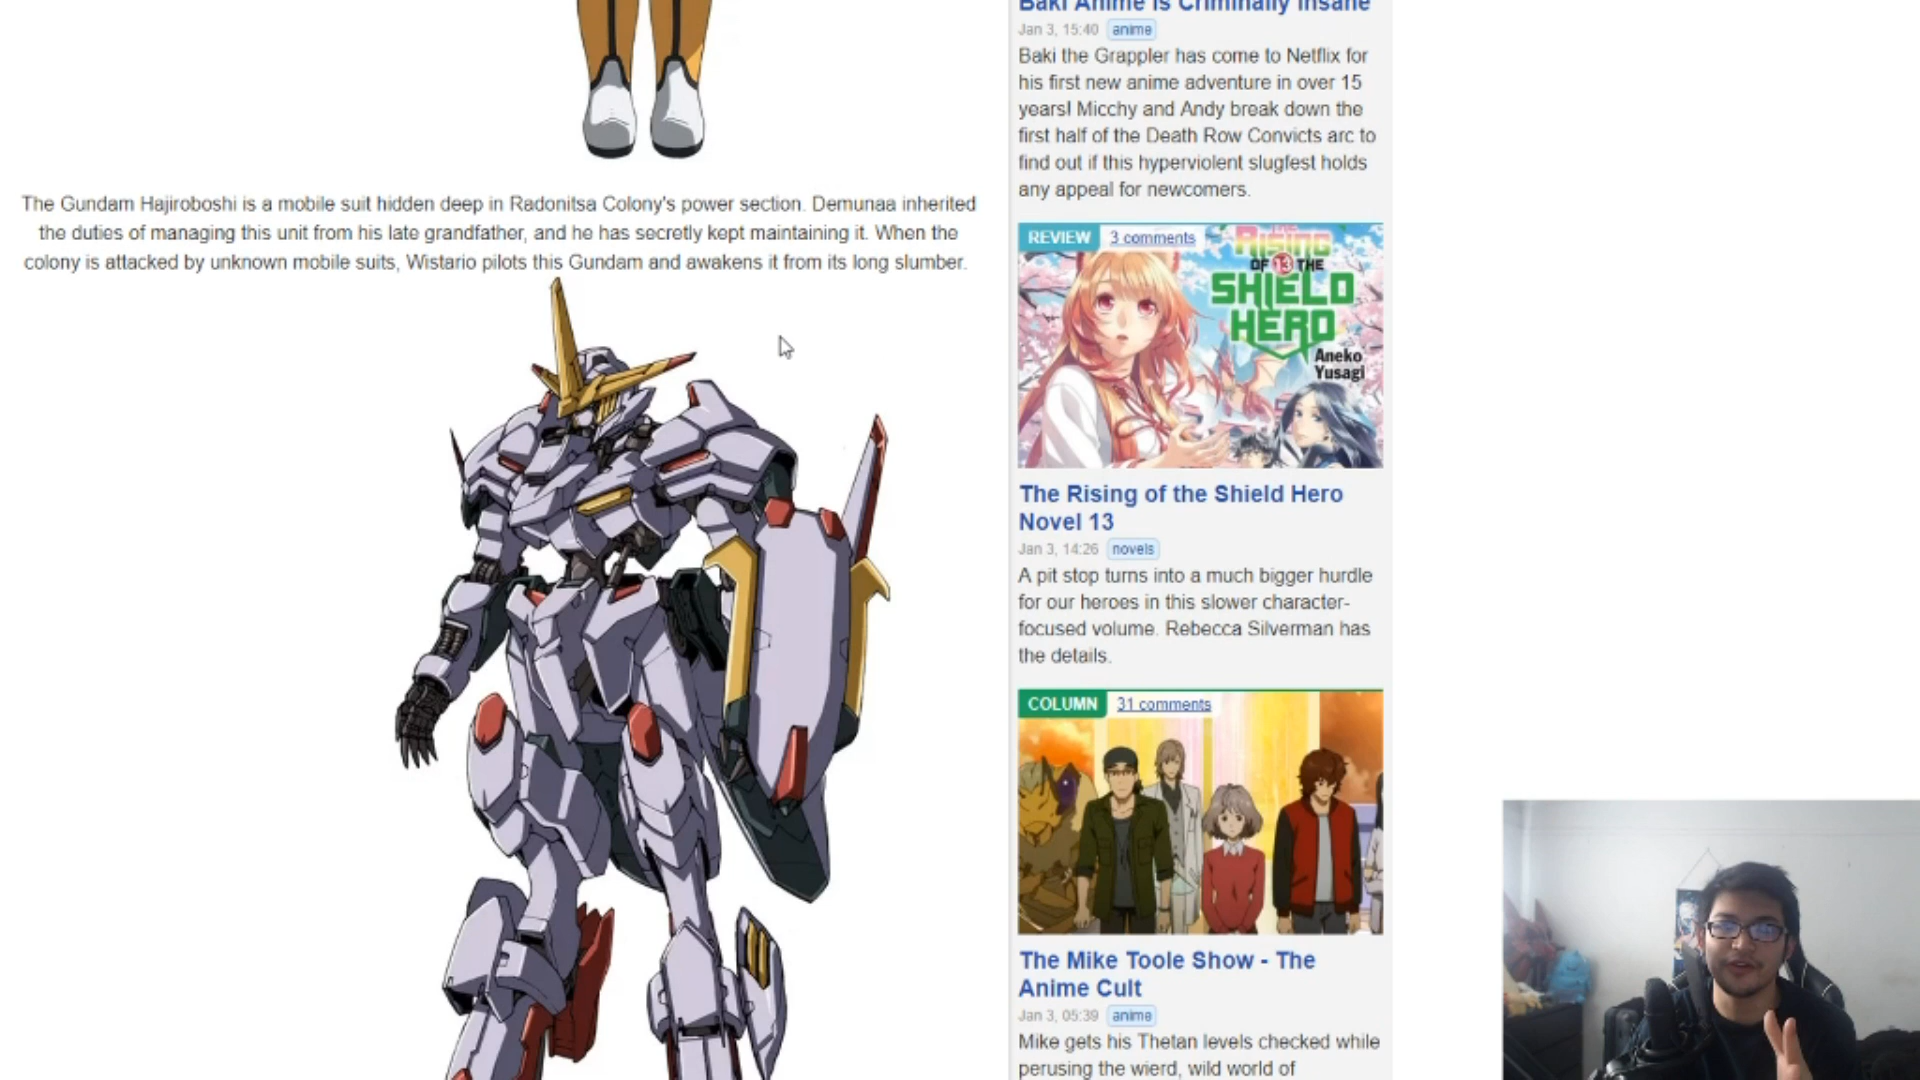 The Gundam Hajiroboshi is a mobile suit hidden deep in Radonitsa Colony's power section. Demunaa inherited
the duties of managing this unit from his late grandfather, and he has secretly kept maintaining it. When the
colony is attacked by unknown mobile suits, Wistario pilots this Gundam and awakens it from its long slumber.
Baki Anime is Criminally Insane
Jan 3, 15:40 anime
Baki the Grappler has come to Netflix for
his first new anime adventure in over 15
years! Micchy and Andy break down the
first half of the Death Row Convicts arc to
find out if this hyperviolent slugfest holds
any appeal for newcomers.
REVIEW 3 comments
THE
RISING
OF 13 THE
SHIELD
HERO
Aneko
Yusagi
The Rising of the Shield Hero
Novel 13
Jan 3, 14:26 novels
A pit stop turns into a much bigger hurdle
for our heroes in this slower character-
focused volume. Rebecca Silverman has
the details.
COLUMN 31 comments
The Mike Toole Show - The
Anime Cult
Jan 3, 05:39 anime
Mike gets his Thetan levels checked while
perusing the wierd, wild world of